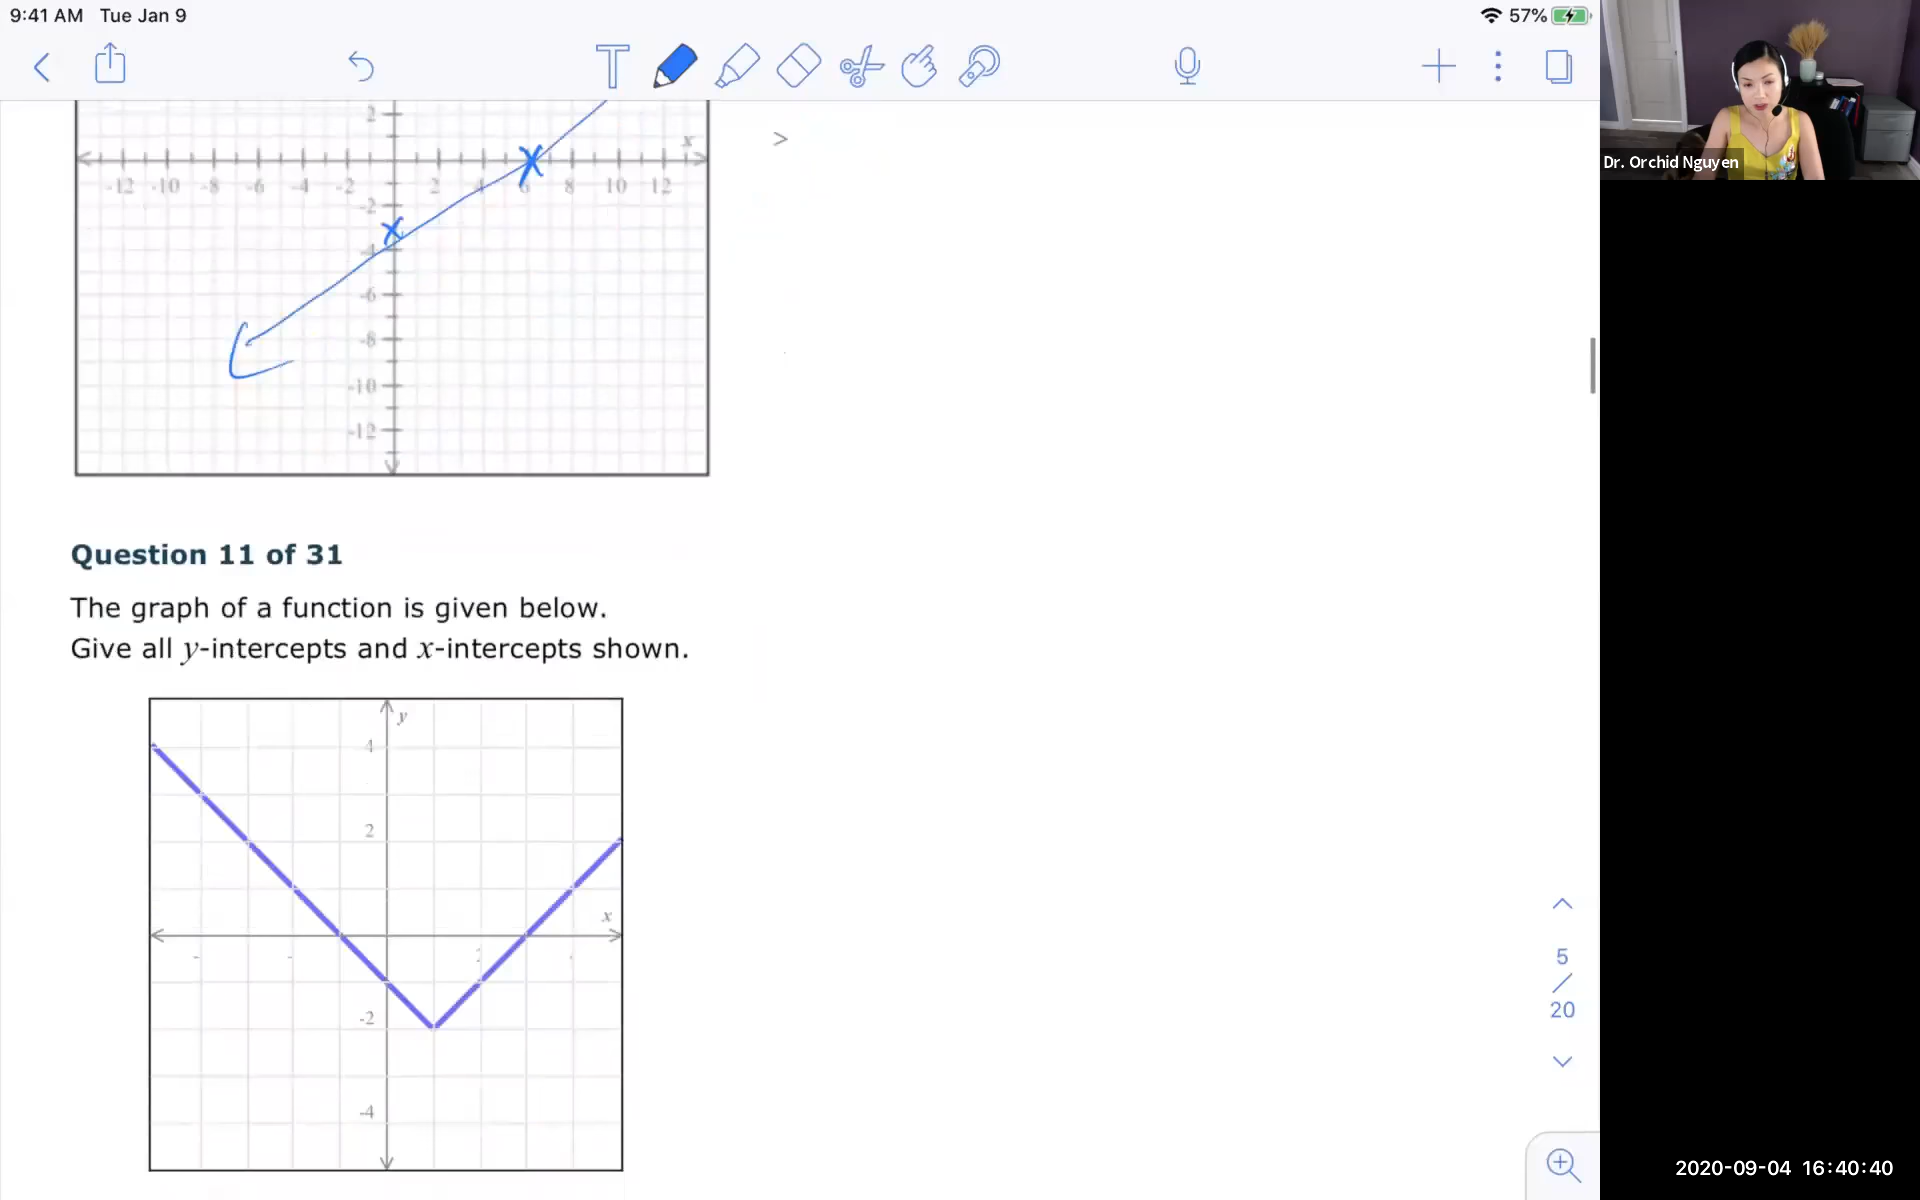 9:41 AM Tue Jan 9
57%
T
Dr. Orchid Nguyen
2
x
>
-12 -10 -8 -6 -4 -2 2 4 6 8 10 12
-2
-4
-6
-8
-10
-12
Question 11 of 31
The graph of a function is given below.
Give all y-intercepts and x-intercepts shown.
y
4
2
x
-2
-4
5
/
20
2020-09-04 16:40:40